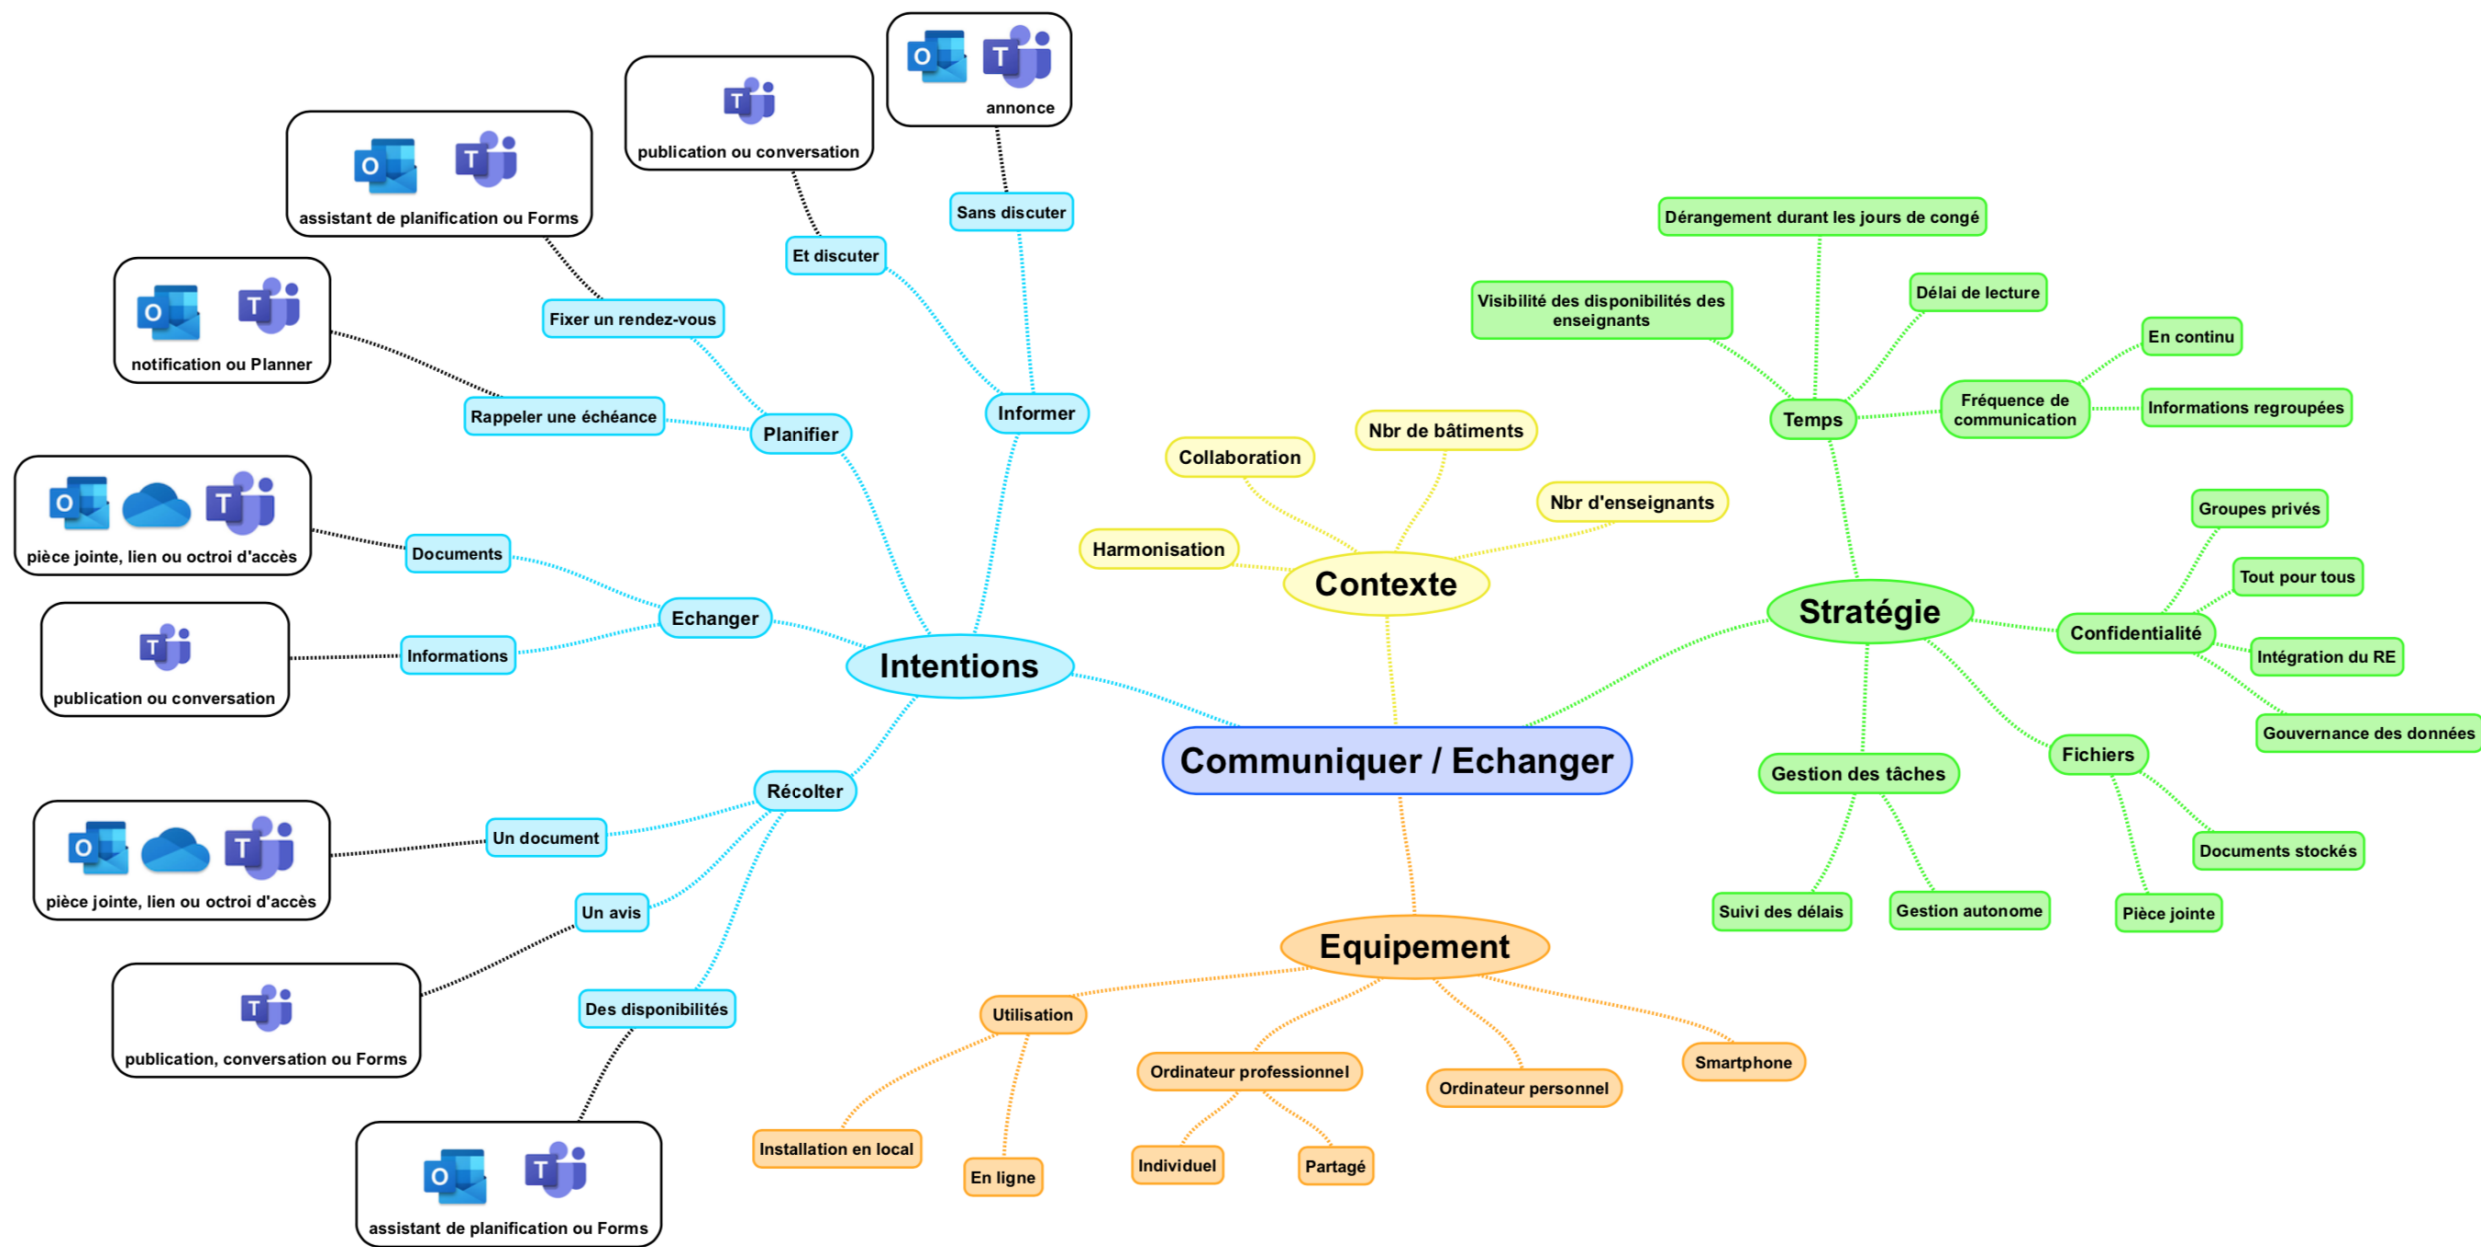 annonce
publication ou conversation
assistant de planification ou Forms
notification ou Planner
pièce jointe, lien ou octroi d'accès
publication ou conversation
pièce jointe, lien ou octroi d'accès
publication, conversation ou Forms
assistant de planification ou Forms
Sans discuter
Et discuter
Fixer un rendez-vous
Rappeler une échéance
Informer
Planifier
Documents
Echanger
Informations
Intentions
Récolter
Un document
Un avis
Des disponibilités
Collaboration
Nbr de bâtiments
Nbr d'enseignants
Harmonisation
Contexte
Communiquer / Echanger
Dérangement durant les jours de congé
Visibilité des disponibilités des
enseignants
Délai de lecture
En continu
Fréquence de
communication
Informations regroupées
Temps
Groupes privés
Tout pour tous
Stratégie
Confidentialité
Intégration du RE
Gouvernance des données
Fichiers
Gestion des tâches
Documents stockés
Suivi des délais
Gestion autonome
Pièce jointe
Equipement
Utilisation
Ordinateur professionnel
Ordinateur personnel
Smartphone
Installation en local
En ligne
Individuel
Partagé